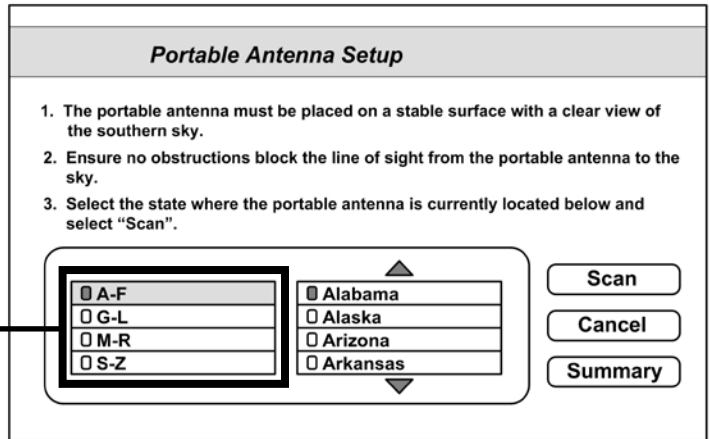 Portable Antenna Setup
1. The portable antenna must be placed on a stable surface with a clear view of
the southern sky.
2. Ensure no obstructions block the line of sight from the portable antenna to the
sky.
3. Select the state where the portable antenna is currently located below and
select “Scan”.
A-F
G-L
M-R
S-Z
Alabama
Alaska
Arizona
Arkansas
Scan
Cancel
Summary